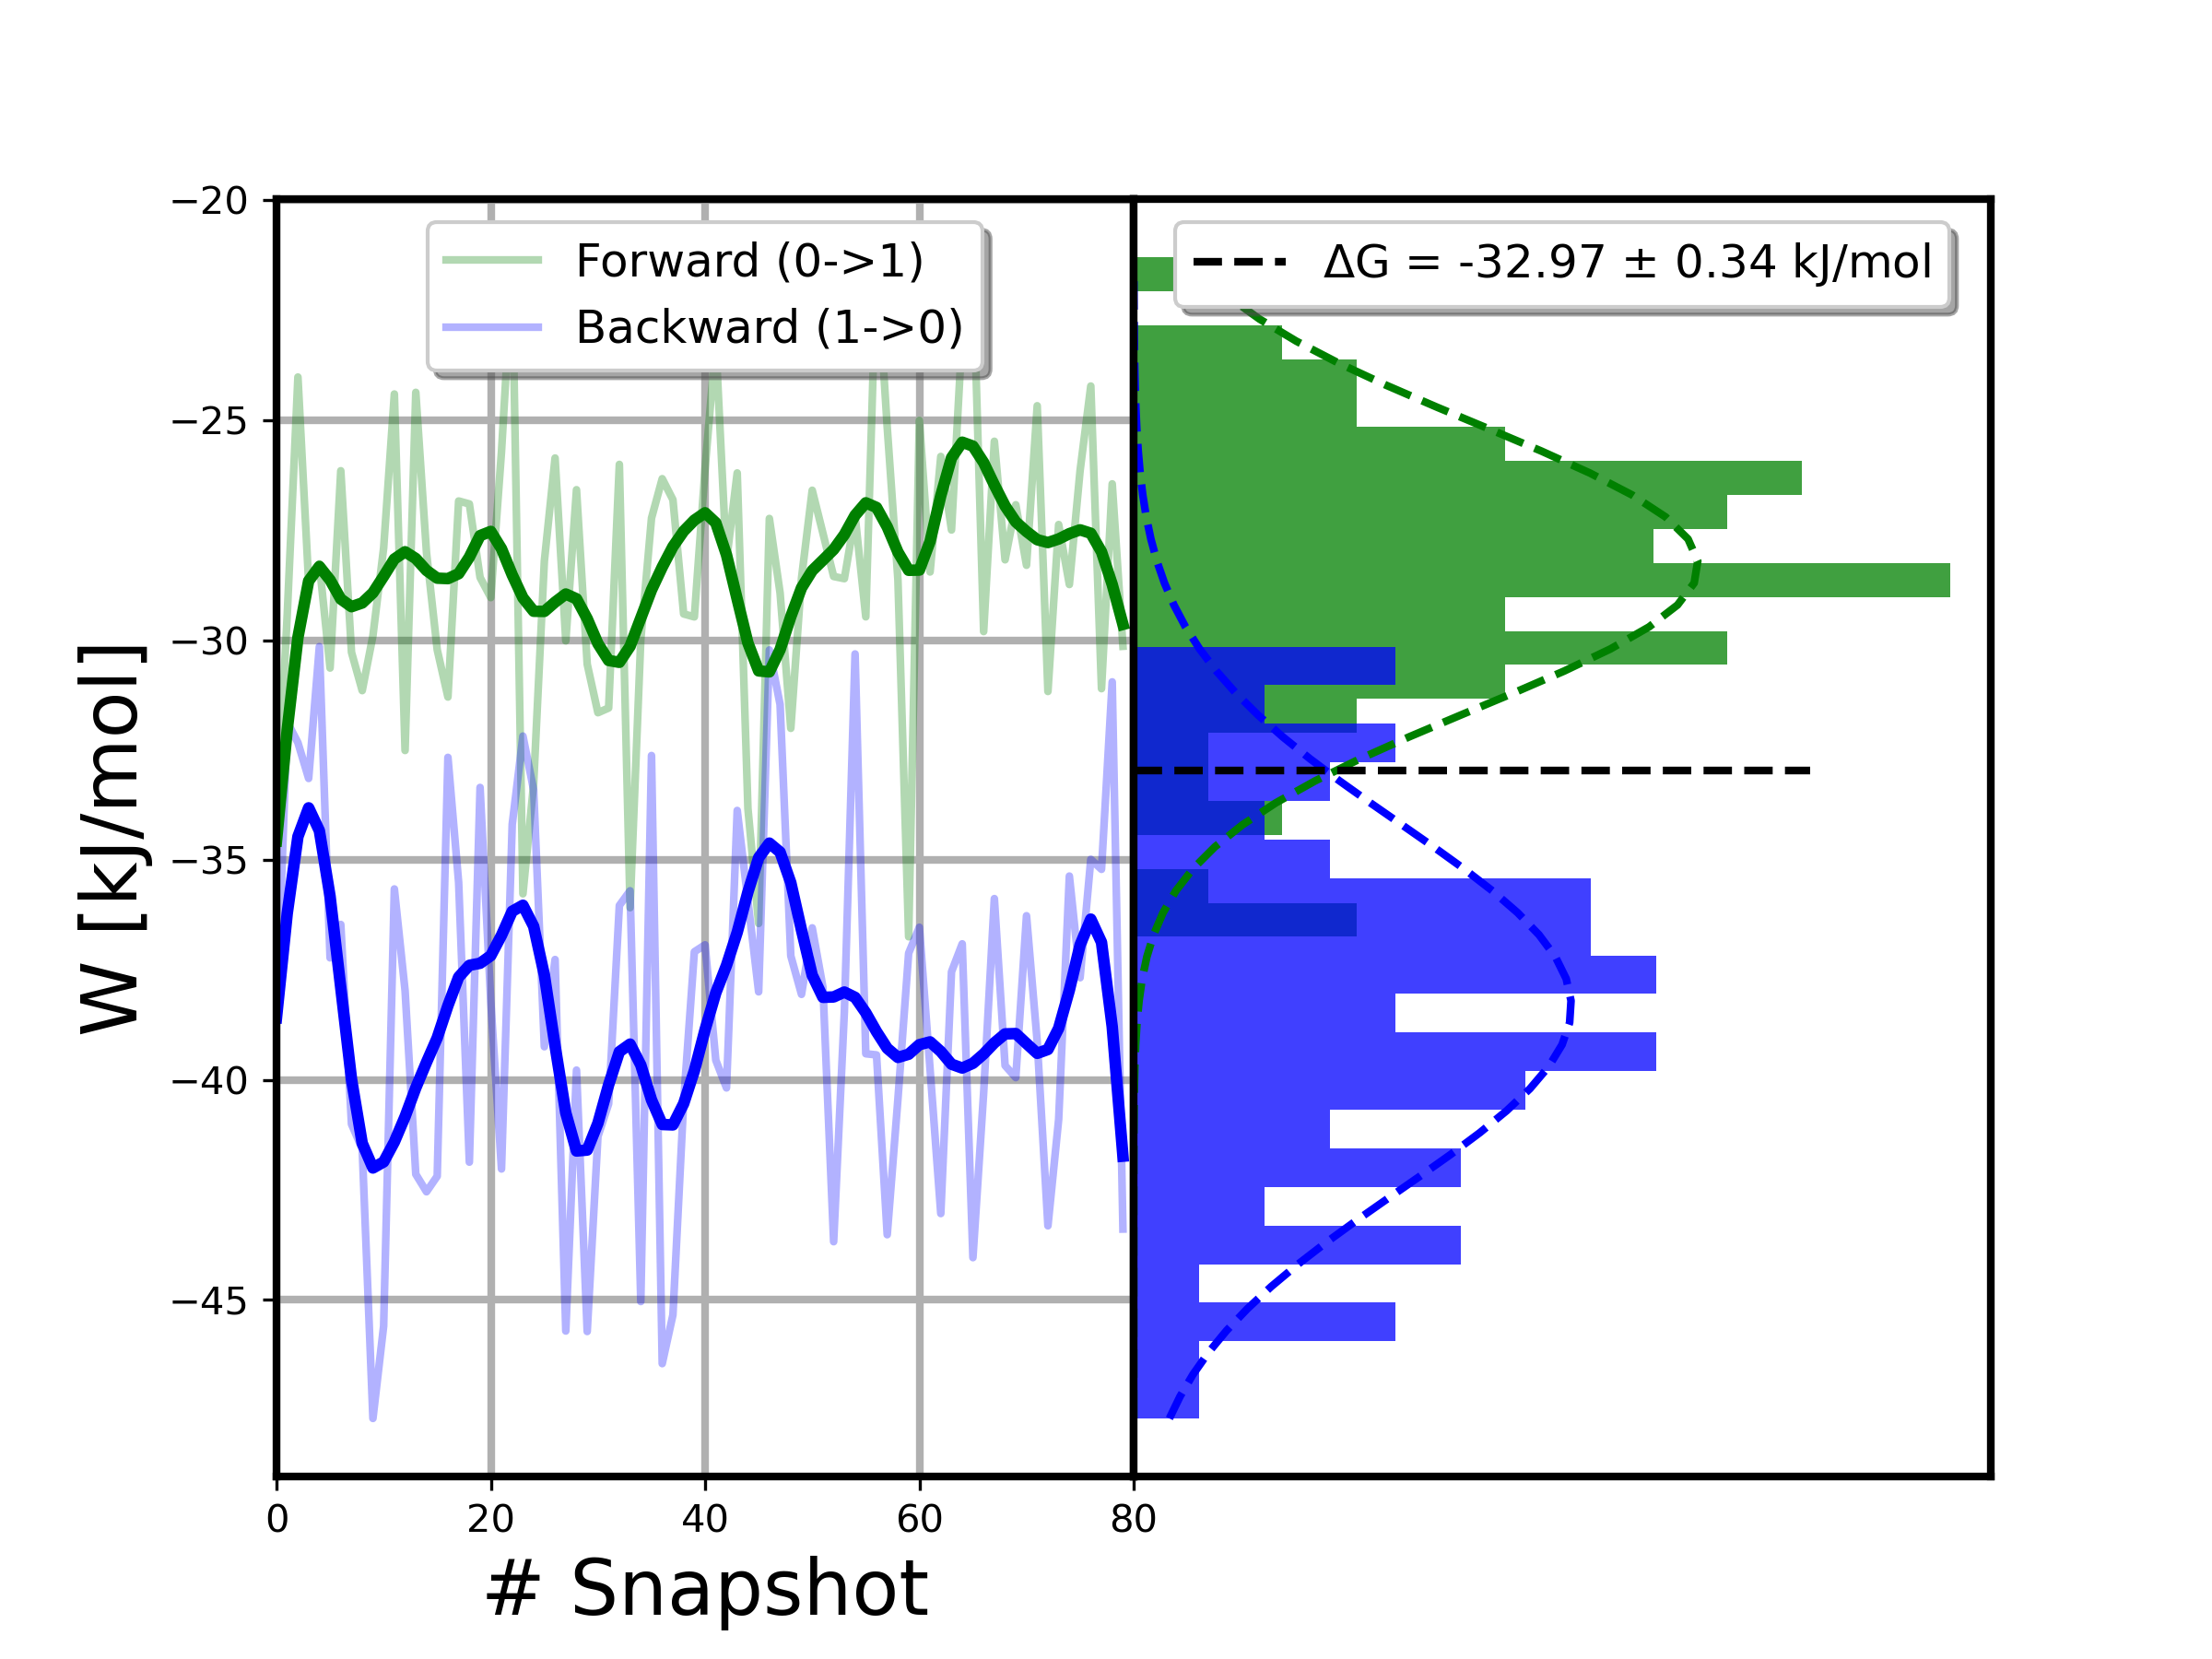 −20
−25
−30
−35
−40
−45
W [kJ/mol]
Forward (0->1)
Backward (1->0)
ΔG = -32.97 ± 0.34 kJ/mol
0 20 40 60 80
# Snapshot